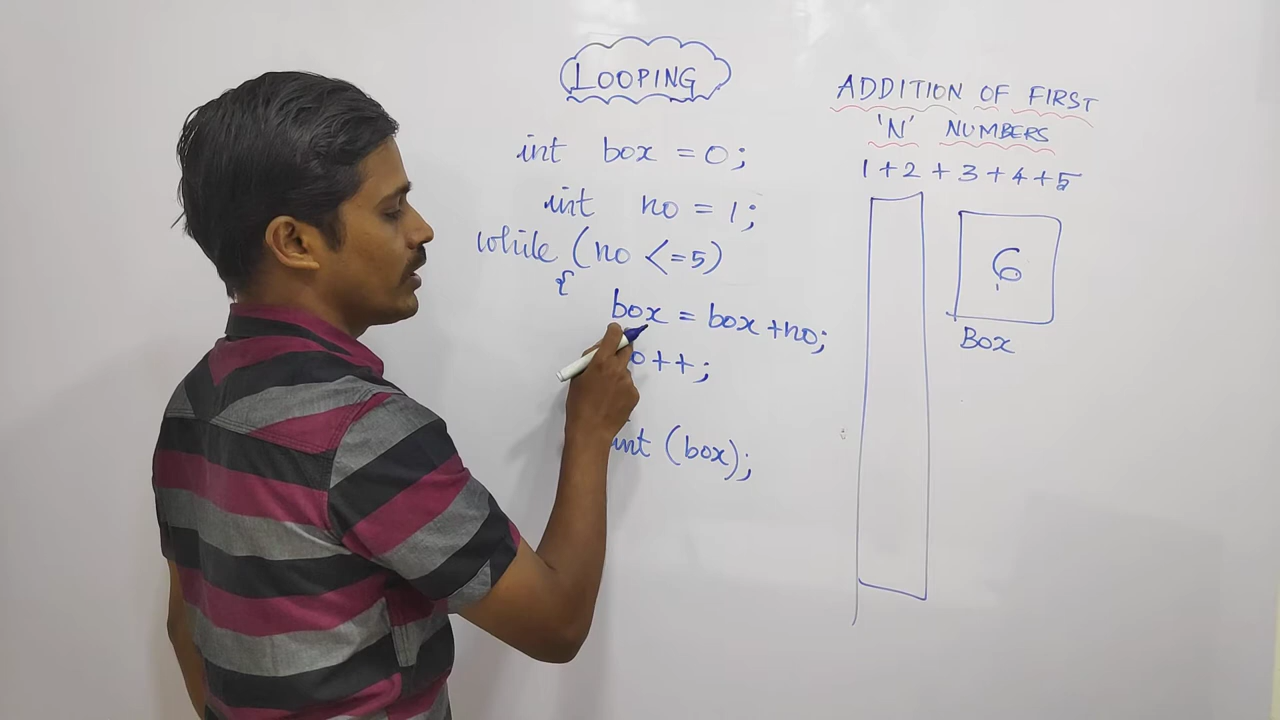 LOOPING
int box = 0;
int no = 1;
while (no <=5)
{
box = box + no;
o++;
int (box);
ADDITION OF FIRST
'N' NUMBERS
1 + 2 + 3 + 4 + 5
6
BOX